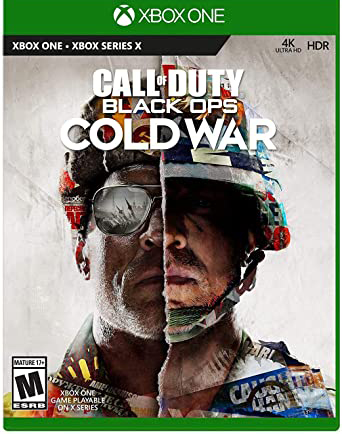 XBOX ONE
XBOX ONE • XBOX SERIES X
4K
ULTRA HD
HDR
CALL OF DUTY
BLACK OPS
COLD WAR
MATURE 17+
M
ESRB
XBOX ONE
GAME PLAYABLE
ON X SERIES